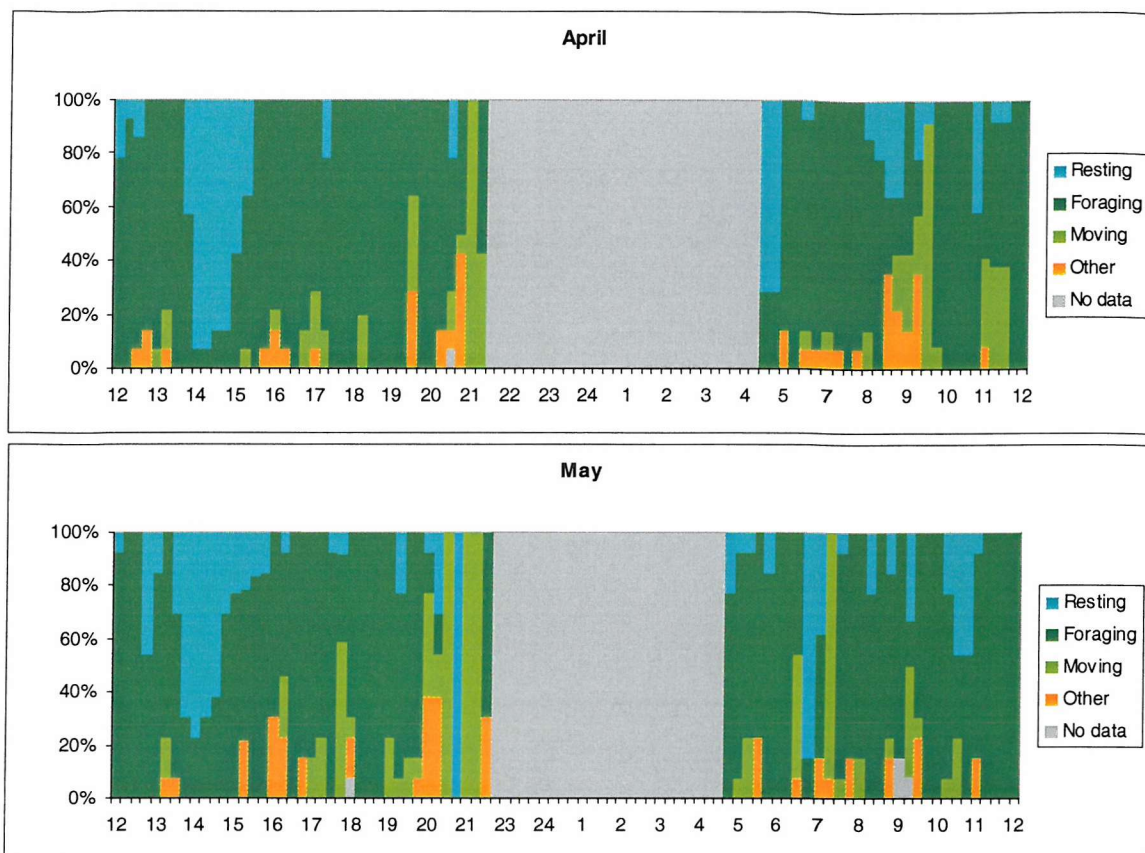 April
100%
80%
60%
40%
20%
0%
12 13 14 15 16 17 18 19 20 21 22 23 24 1 2 3 4 5 7 8 9 10 11 12
Resting
Foraging
Moving
Other
No data
May
100%
80%
60%
40%
20%
0%
12 13 14 15 16 17 18 19 20 21 23 24 1 2 3 4 5 6 7 8 9 10 11 12
Resting
Foraging
Moving
Other
No data